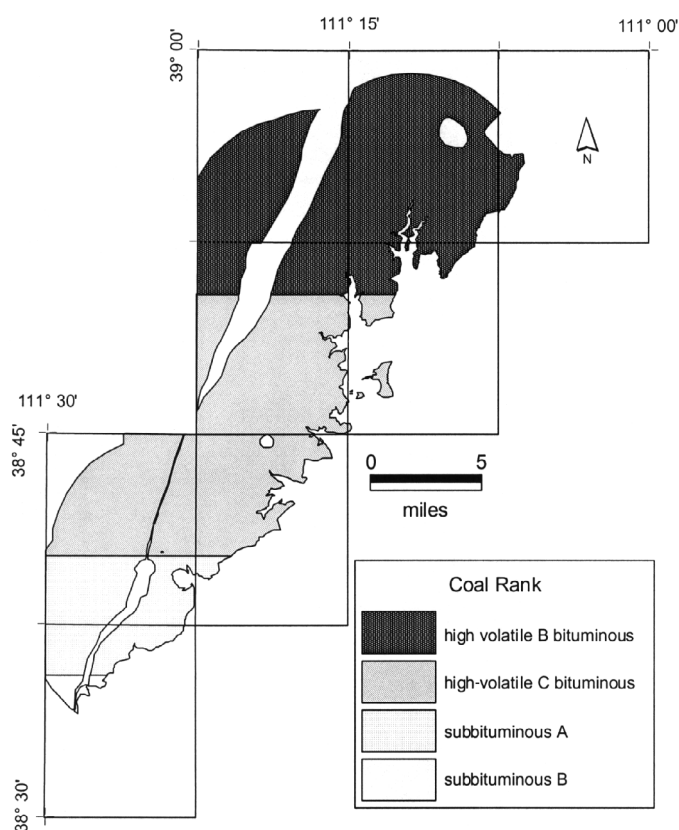 111° 15'
111° 00'
39° 00'
N
111° 30'
38° 45'
0 5
miles
Coal Rank
high volatile B bituminous
high-volatile C bituminous
subbituminous A
subbituminous B
38° 30'